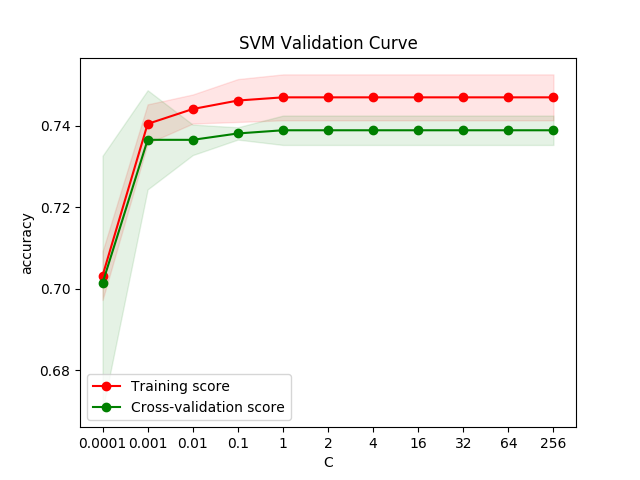 SVM Validation Curve
accuracy
0.74
0.72
0.70
0.68
Training score
Cross-validation score
0.0001 0.001 0.01 0.1 1 2 4 16 32 64 256
C